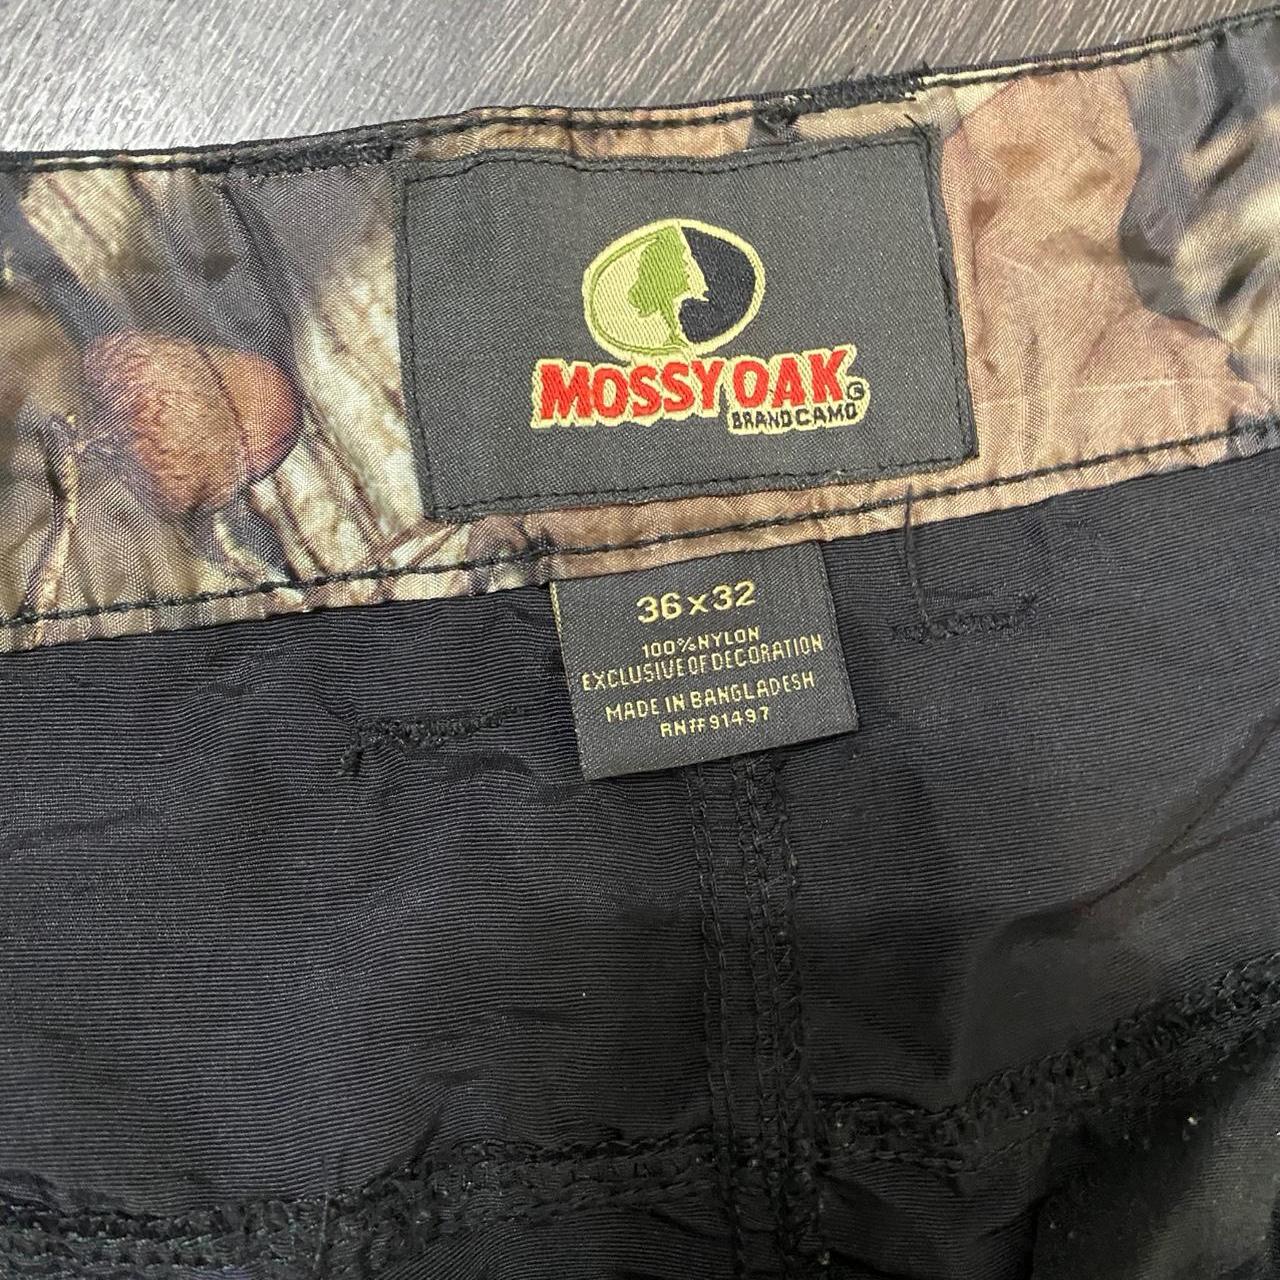 MOSSY OAK®
BRAND CAMO
36x32
100%NYLON
EXCLUSIVE OF DECORATION
MADE IN BANGLADESH
RN#91497